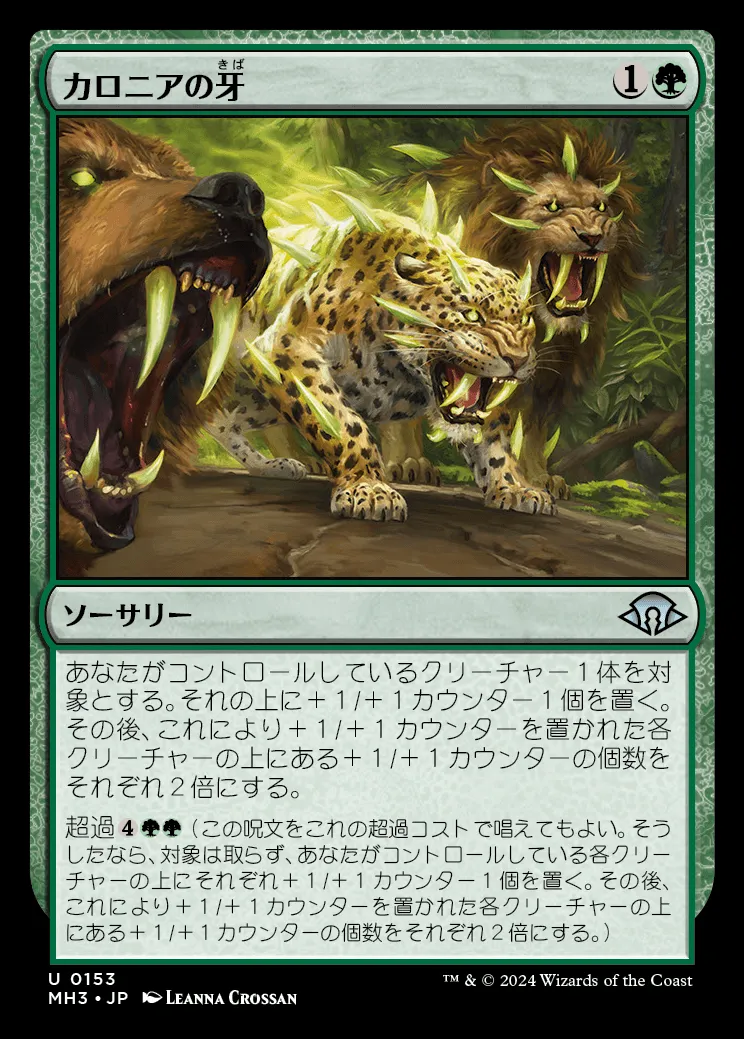 きば
カロニアの牙 1
ソーサリー
あなたがコントロールしているクリーチャー1体を対
象とする。それの上に+1/+1カウンター1個を置く。
その後、これにより+1/+1カウンターを置かれた各
クリーチャーの上にある+1/+1カウンターの個数を
それぞれ2倍にする。
超過4(この呪文をこれの超過コストで唱えてもよい。そう
したなら、対象は取らず、あなたがコントロールしている各クリー
チャーの上にそれぞれ+1/+1カウンター1個を置く。その後、
これにより+1/+1カウンターを置かれた各クリーチャーの上
にある+1/+1カウンターの個数をそれぞれ2倍にする。)
U 0153
MH3 • JP LEANNA CROSSAN
™ & © 2024 Wizards of the Coast